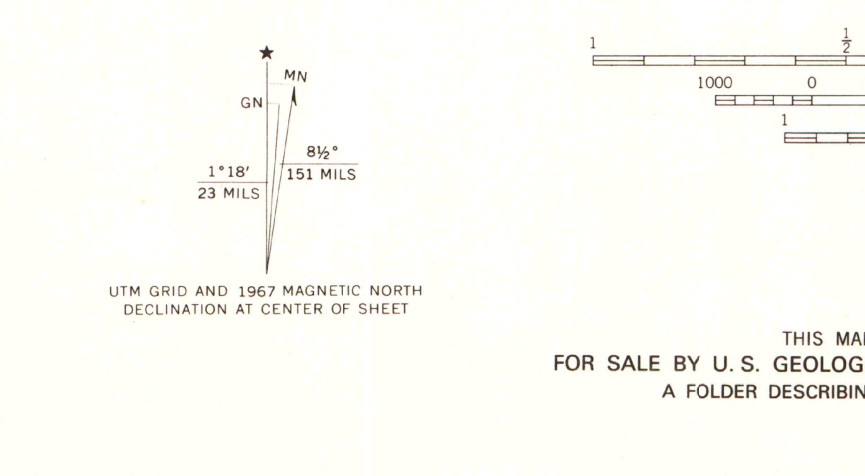 ★
MN
GN
8½°
151 MILS
1°18'
23 MILS
UTM GRID AND 1967 MAGNETIC NORTH
DECLINATION AT CENTER OF SHEET
1 ½
1000 0
1
THIS MA
FOR SALE BY U. S. GEOLOG
A FOLDER DESCRIBIN